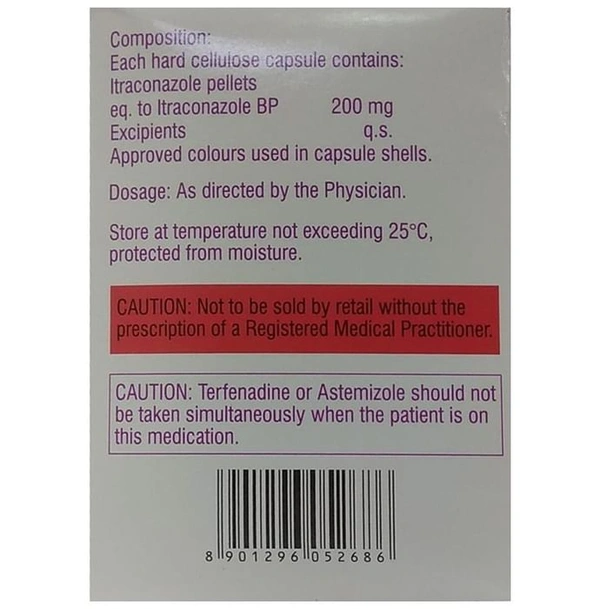 Composition:
Each hard cellulose capsule contains:
Itraconazole pellets
eq. to Itraconazole BP 200 mg
Excipients q.s.
Approved colours used in capsule shells.
Dosage: As directed by the Physician.
Store at temperature not exceeding 25°C,
protected from moisture.
CAUTION: Not to be sold by retail without the
prescription of a Registered Medical Practitioner.
CAUTION: Terfenadine or Astemizole should not
be taken simultaneously when the patient is on
this medication.
8 901296 052686